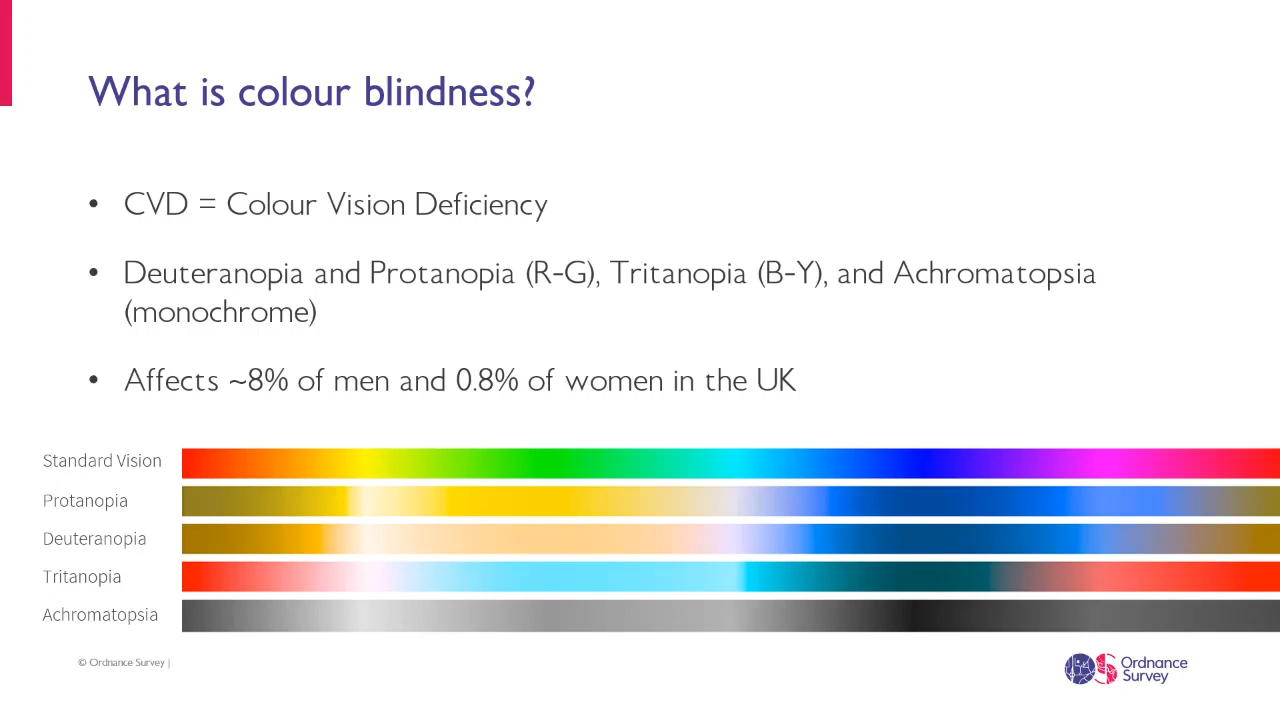 What is colour blindness?
• CVD = Colour Vision Deficiency
• Deuteranopia and Protanopia (R-G), Tritanopia (B-Y), and Achromatopsia
(monochrome)
• Affects ~8% of men and 0.8% of women in the UK
Standard Vision
Protanopia
Deuteranopia
Tritanopia
Achromatopsia
© Ordnance Survey |
Ordnance
Survey